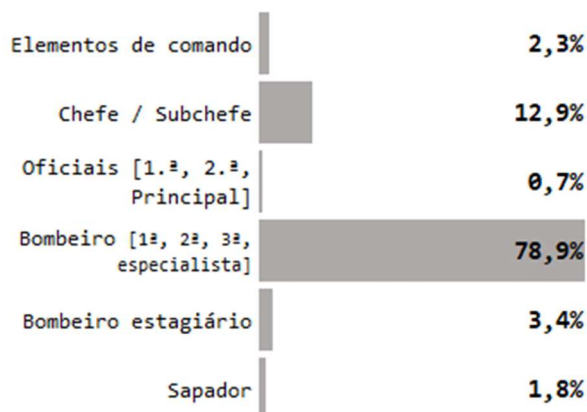 Elementos de comando 2,3%
Chefe / Subchefe 12,9%
Oficiais [1.ª, 2.ª,
Principal] 0,7%
Bombeiro [1ª, 2ª, 3ª,
especialista] 78,9%
Bombeiro estagiário 3,4%
Sapador 1,8%